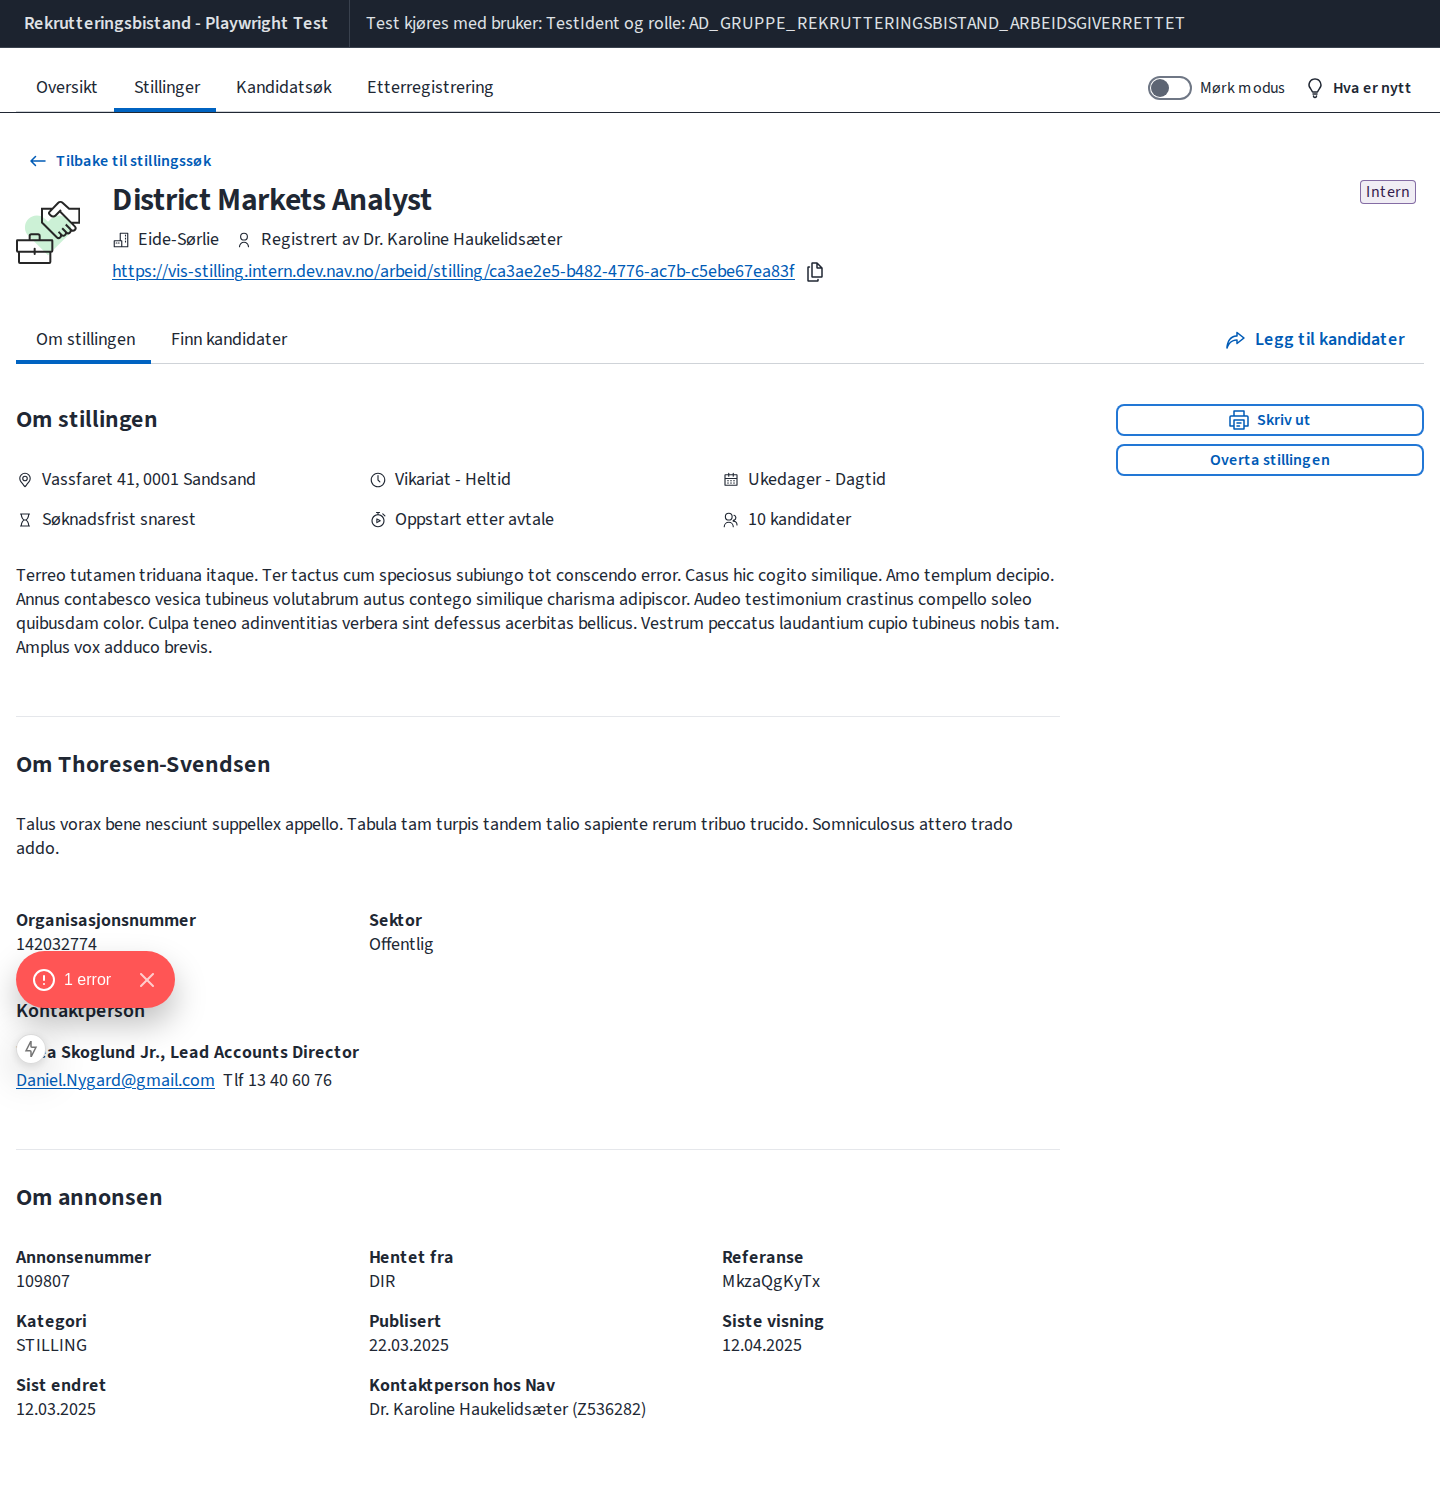 Rekrutteringsbistand - Playwright Test
Test kjøres med bruker: TestIdent og rolle: AD_GRUPPE_REKRUTTERINGSBISTAND_ARBEIDSGIVERRETTET
Oversikt
Stillinger
Kandidatsøk
Etterregistrering
Mørk modus
Hva er nytt
Tilbake til stillingssøk
District Markets Analyst
Intern
Eide-Sørlie
Registrert av Dr. Karoline Haukelidsæter
https://vis-stilling.intern.dev.nav.no/arbeid/stilling/ca3ae2e5-b482-4776-ac7b-c5ebe67ea83f
Om stillingen
Finn kandidater
Legg til kandidater
Om stillingen
Skriv ut
Overta stillingen
Vassfaret 41, 0001 Sandsand
Vikariat - Heltid
Ukedager - Dagtid
Søknadsfrist snarest
Oppstart etter avtale
10 kandidater
Terreo tutamen triduana itaque. Ter tactus cum speciosus subiungo tot conscendo error. Casus hic cogito similique. Amo templum decipio.
Annus contabesco vesica tubineus volutabrum autus contego similique charisma adipiscor. Audeo testimonium crastinus compello soleo
quibusdam color. Culpa teneo adinventitias verbera sint defessus acerbitas bellicus. Vestrum peccatus laudantium cupio tubineus nobis tam.
Amplus vox adduco brevis.
Om Thoresen-Svendsen
Talus vorax bene nesciunt suppellex appello. Tabula tam turpis tandem talio sapiente rerum tribuo trucido. Somniculosus attero trado
addo.
Organisasjonsnummer
Sektor
142032774
Offentlig
1 error
Kontaktperson
Skoglund Jr., Lead Accounts Director
Daniel.Nygard@gmail.com
Tlf 13 40 60 76
Om annonsen
Annonsenummer
Hentet fra
Referanse
109807
DIR
MkzaQgKyTx
Kategori
Publisert
Siste visning
STILLING
22.03.2025
12.04.2025
Sist endret
Kontaktperson hos Nav
12.03.2025
Dr. Karoline Haukelidsæter (Z536282)